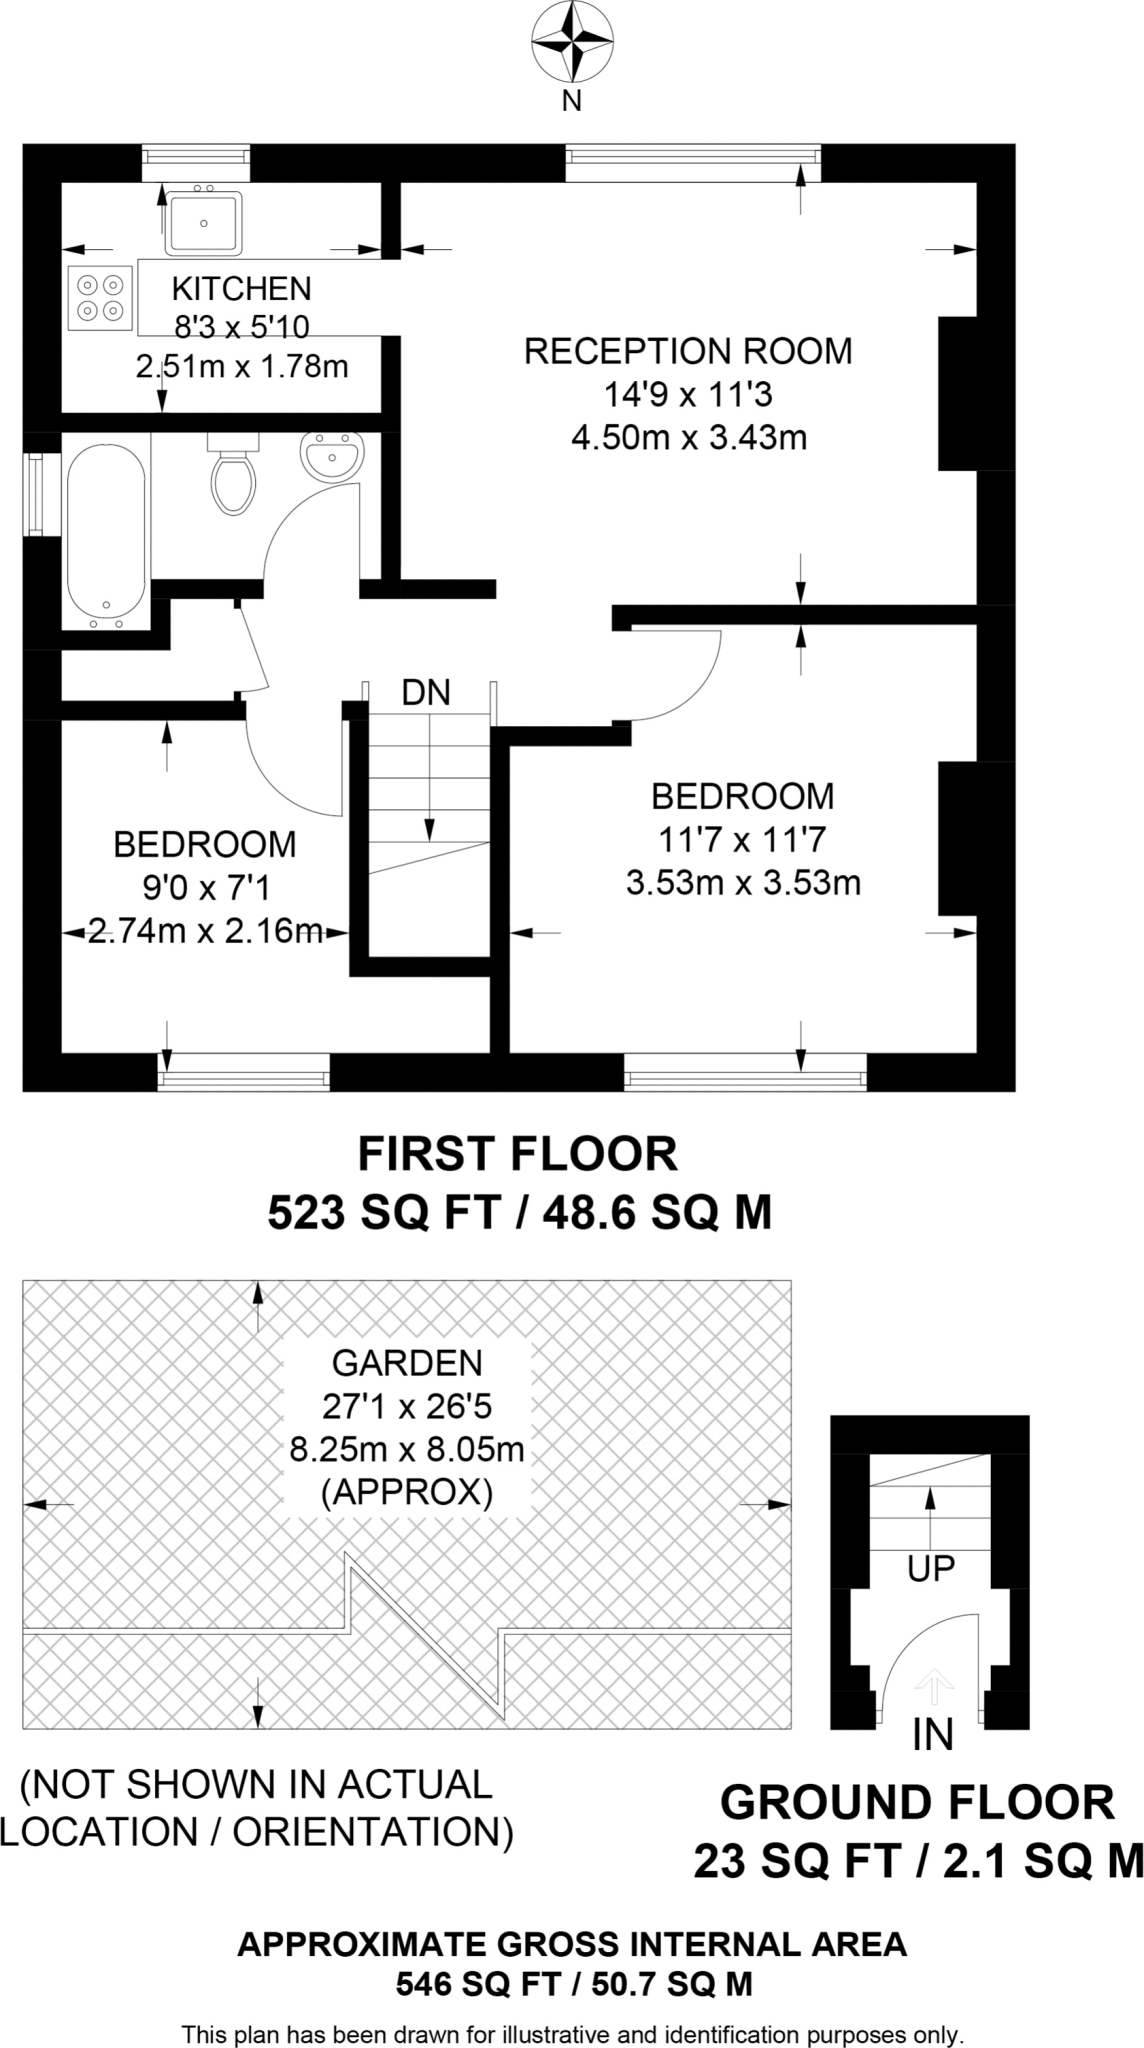 N
KITCHEN
8'3 x 5'10
2.51m x 1.78m
RECEPTION ROOM
14'9 x 11'3
4.50m x 3.43m
DN
BEDROOM
11'7 x 11'7
3.53m x 3.53m
BEDROOM
9'0 x 7'1
2.74m x 2.16m
FIRST FLOOR
523 SQ FT / 48.6 SQ M
GARDEN
27'1 x 26'5
8.25m x 8.05m
(APPROX)
UP
IN
(NOT SHOWN IN ACTUAL
LOCATION / ORIENTATION)
GROUND FLOOR
23 SQ FT / 2.1 SQ M
APPROXIMATE GROSS INTERNAL AREA
546 SQ FT / 50.7 SQ M
This plan has been drawn for illustrative and identification purposes only.